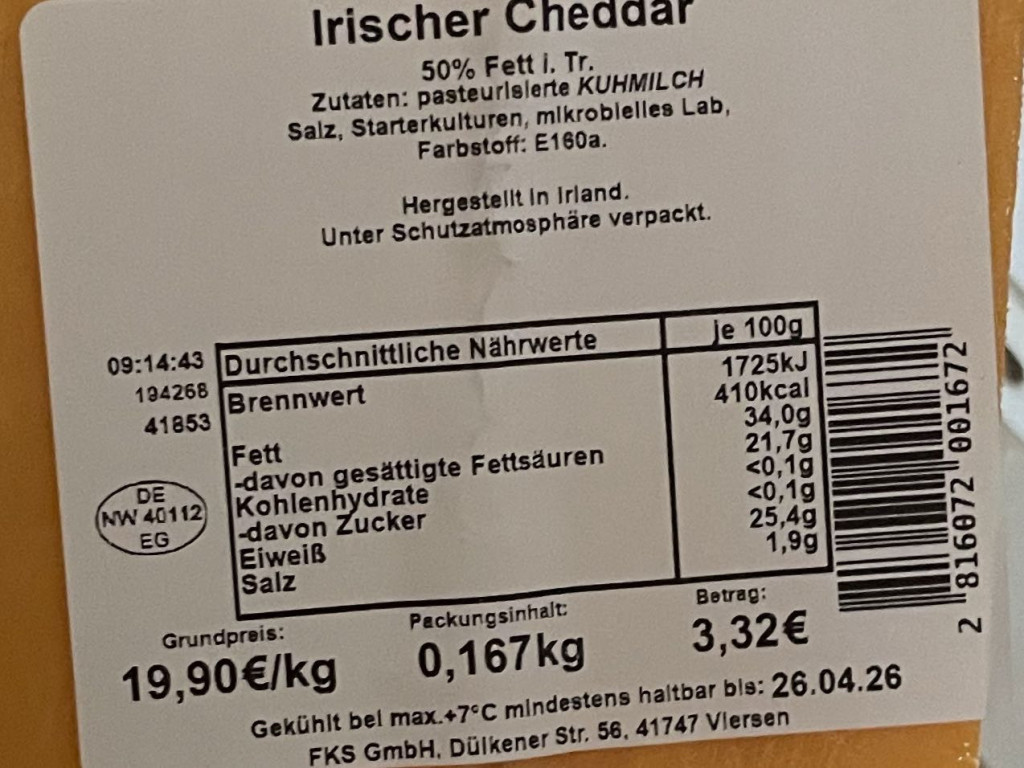 Irischer Cheddar
50% Fett i. Tr.
Zutaten: pasteurisierte KUHMILCH
Salz, Starterkulturen, mikrobielles Lab,
Farbstoff: E160a.
Hergestellt in Irland.
Unter Schutzatmosphäre verpackt.
09:14:43
194268
41853
DE
NW 40112
EG
Durchschnittliche Nährwerte je 100g
Brennwert 1725kJ
410kcal
Fett 34,0g
-davon gesättigte Fettsäuren 21,7g
Kohlenhydrate <0,1g
-davon Zucker <0,1g
Eiweiß 25,4g
Salz 1,9g
2 816072 001672
Grundpreis: Packungsinhalt: Betrag:
19,90€/kg 0,167kg 3,32€
Gekühlt bei max.+7°C mindestens haltbar bis: 26.04.26
FKS GmbH, Dülkener Str. 56, 41747 Viersen